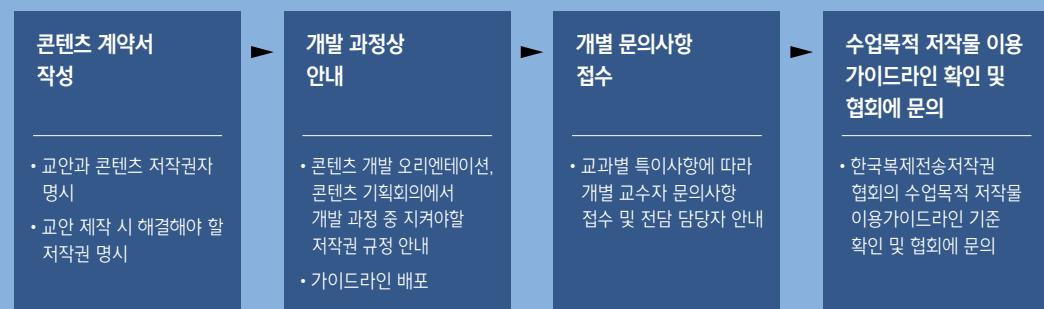 콘텐츠 계약서
작성
• 교안과 콘텐츠 저작권자
명시
• 교안 제작 시 해결해야 할
저작권 명시
개발 과정상
안내
• 콘텐츠 개발 오리엔테이션,
콘텐츠 기획회의에서
개발 과정 중 지켜야할
저작권 규정 안내
• 가이드라인 배포
개별 문의사항
접수
• 교과별 특이사항에 따라
개별 교수자 문의사항
접수 및 전담 담당자 안내
수업목적 저작물 이용
가이드라인 확인 및
협회에 문의
• 한국복제전송저작권
협회의 수업목적 저작물
이용가이드라인 기준
확인 및 협회에 문의